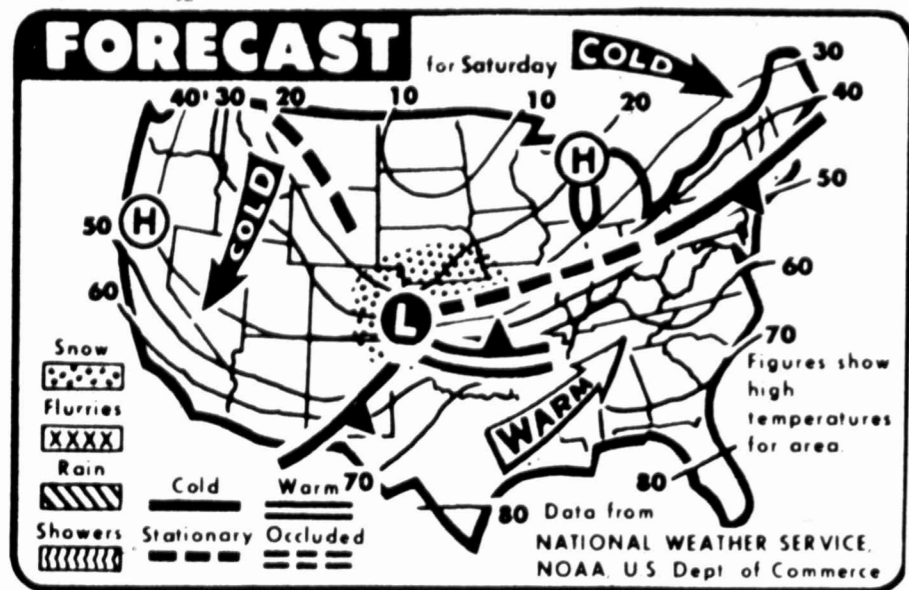 FORECAST for Saturday
COLD
30
40
40 30 20 10 10 20
H
50
COLD
H
50
60
60
L
70
Snow
Flurries
XXXX
Rain
Showers
Cold
Warm
Stationary
Occluded
WARM
Figures show
high
temperatures
for area.
70
80
80
Data from
NATIONAL WEATHER SERVICE,
NOAA, U.S. Dept of Commerce